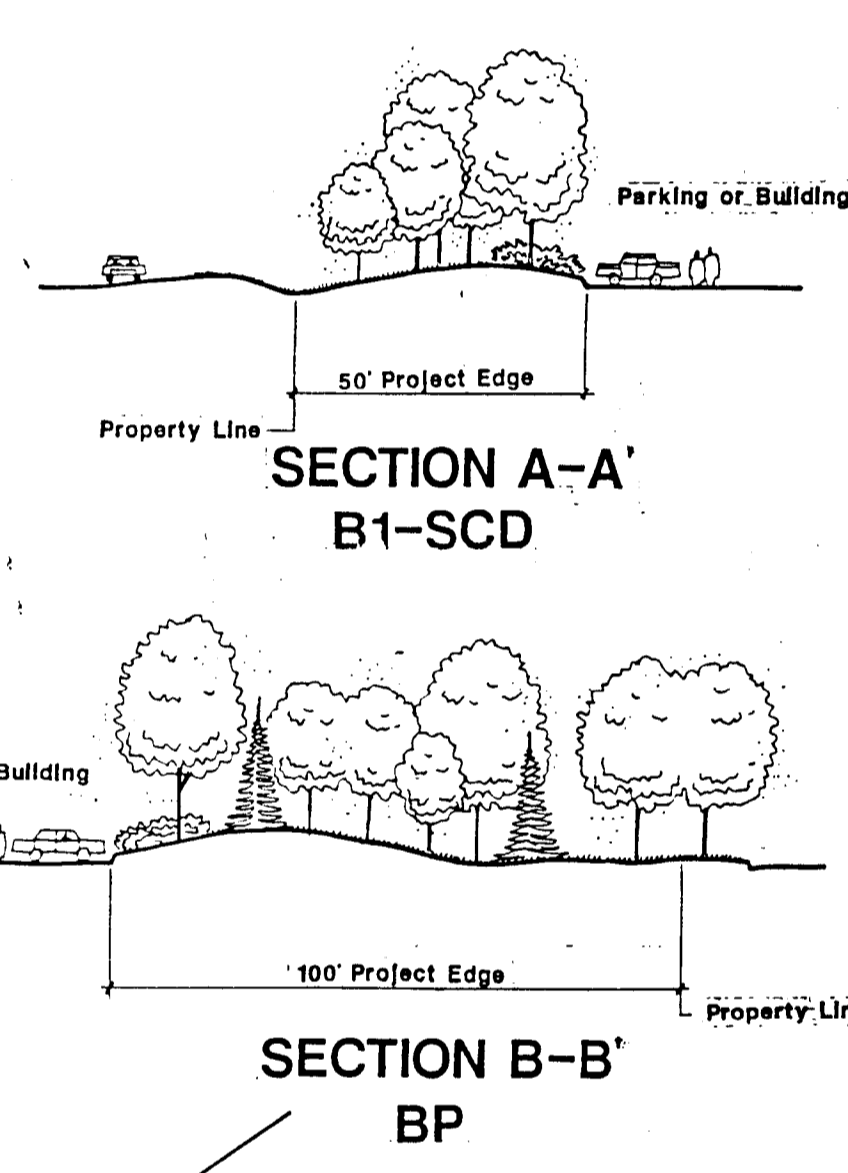 Parking or Building
50' Project Edge
Property Line
SECTION A-A'
B1-SCD
Building
100' Project Edge
Property Lin
SECTION B-B'
BP